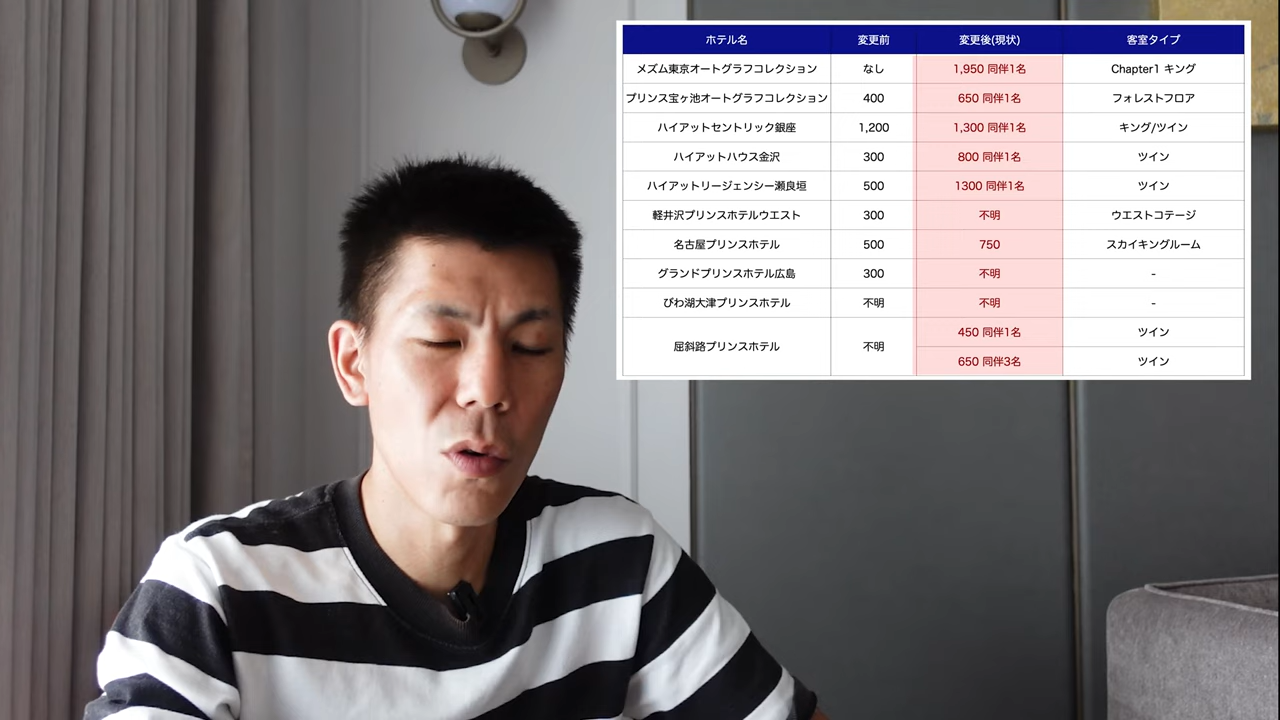 ホテル名 変更前 変更後(現状) 客室タイプ
メズム東京オートグラフコレクション なし 1,950 同伴1名 Chapter1 キング
プリンス宝ヶ池オートグラフコレクション 400 650 同伴1名 フォレストフロア
ハイアットセントリック銀座 1,200 1,300 同伴1名 キング/ツイン
ハイアットハウス金沢 300 800 同伴1名 ツイン
ハイアットリージェンシー瀬良垣 500 1300 同伴1名 ツイン
軽井沢プリンスホテルウエスト 300 不明 ウエストコテージ
名古屋プリンスホテル 500 750 スカイキングルーム
グランドプリンスホテル広島 300 不明 -
びわ湖大津プリンスホテル 不明 不明 -
屈斜路プリンスホテル 不明 450 同伴1名 ツイン
650 同伴3名 ツイン